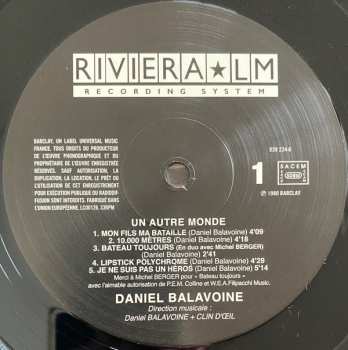 RIVIERA★LM
RECORDING SYSTEM
BARCLAY, UN LABEL UNIVERSAL MUSIC
FRANCE, TOUS DROITS DU PRODUCTEUR
DE L'ŒUVRE PHONOGRAPHIQUE ET DU
PROPRIÉTAIRE DE L'ŒUVRE ENREGISTRÉE
RÉSERVÉS. SAUF AUTORISATION, LA
DUPLICATION, LA LOCATION, LE PRÊT OU
L'UTILISATION DE CET ENREGISTREMENT
POUR EXÉCUTION PUBLIQUE OU RADIODIF-
FUSION SONT INTERDITS. FABRIQUÉ DANS
L'UNION EUROPÉENNE. LC00126. 33RPM
1
SACEM
℗ 1980 BARCLAY
UN AUTRE MONDE
1. MON FILS MA BATAILLE (Daniel Balavoine) 4'09
2. 10.000 MÈTRES (Daniel Balavoine) 4'18
3. BATEAU TOUJOURS (En duo avec Michel BERGER)
(Daniel Balavoine) 2'41
4. LIPSTICK POLYCHROME (Daniel Balavoine) 4'29
5. JE NE SUIS PAS UN HÉROS (Daniel Balavoine) 5'14
Merci à Michel BERGER pour « Bateau toujours »
avec l'aimable autorisation de P.E.M. Colline et W.E.A.Filipacchi Music.
DANIEL BALAVOINE
Direction musicale :
Daniel BALAVOINE + CLIN D'ŒIL